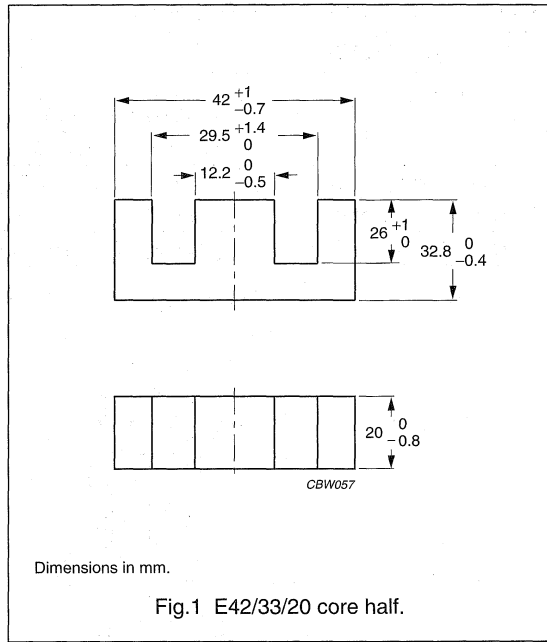 42 +1 −0.7
29.5 +1.4 0
12.2 0 −0.5
26 +1 0
32.8 0 −0.4
20 0 −0.8
CBW057
Dimensions in mm.
Fig.1 E42/33/20 core half.